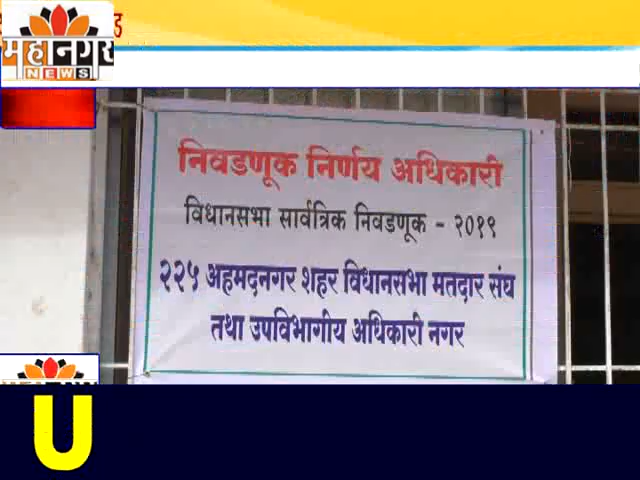 महानगर
NEWS
निवडणूक निर्णय अधिकारी
विधानसभा सार्वत्रिक निवडणूक - २०१९
२२५ अहमदनगर शहर विधानसभा मतदार संघ
तथा उपविभागीय अधिकारी नगर
U